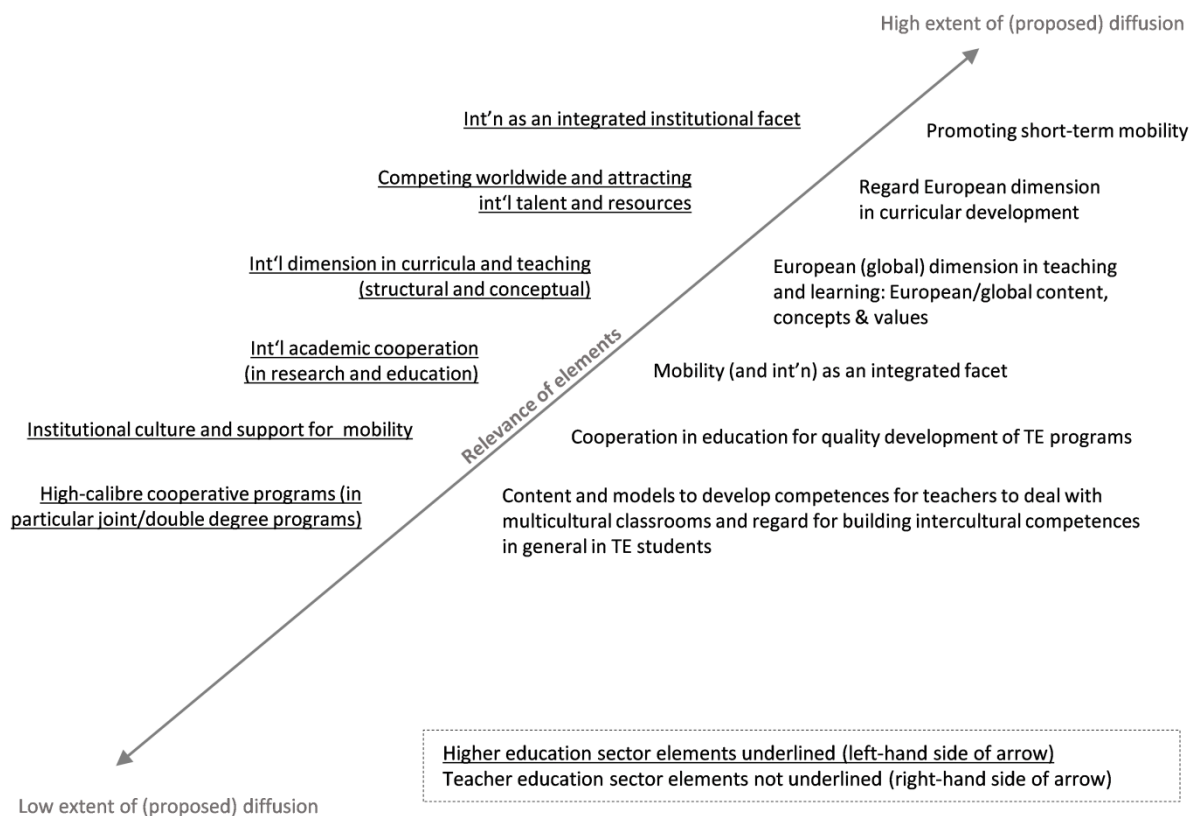 High extent of (proposed) diffusion
Int’n as an integrated institutional facet
Promoting short-term mobility
Competing worldwide and attracting
int’l talent and resources
Regard European dimension
in curricular development
Int‘l dimension in curricula and teaching
(structural and conceptual)
European (global) dimension in teaching
and learning: European/global content,
concepts & values
Int’l academic cooperation
(in research and education)
Relevance of elements
Mobility (and int’n) as an integrated facet
Institutional culture and support for  mobility
Cooperation in education for quality development of TE programs
High-calibre cooperative programs (in
particular joint/double degree programs)
Content and models to develop competences for teachers to deal with
multicultural classrooms and regard for building intercultural competences
in general in TE students
Higher education sector elements underlined (left-hand side of arrow)
Teacher education sector elements not underlined (right-hand side of arrow)
Low extent of (proposed) diffusion